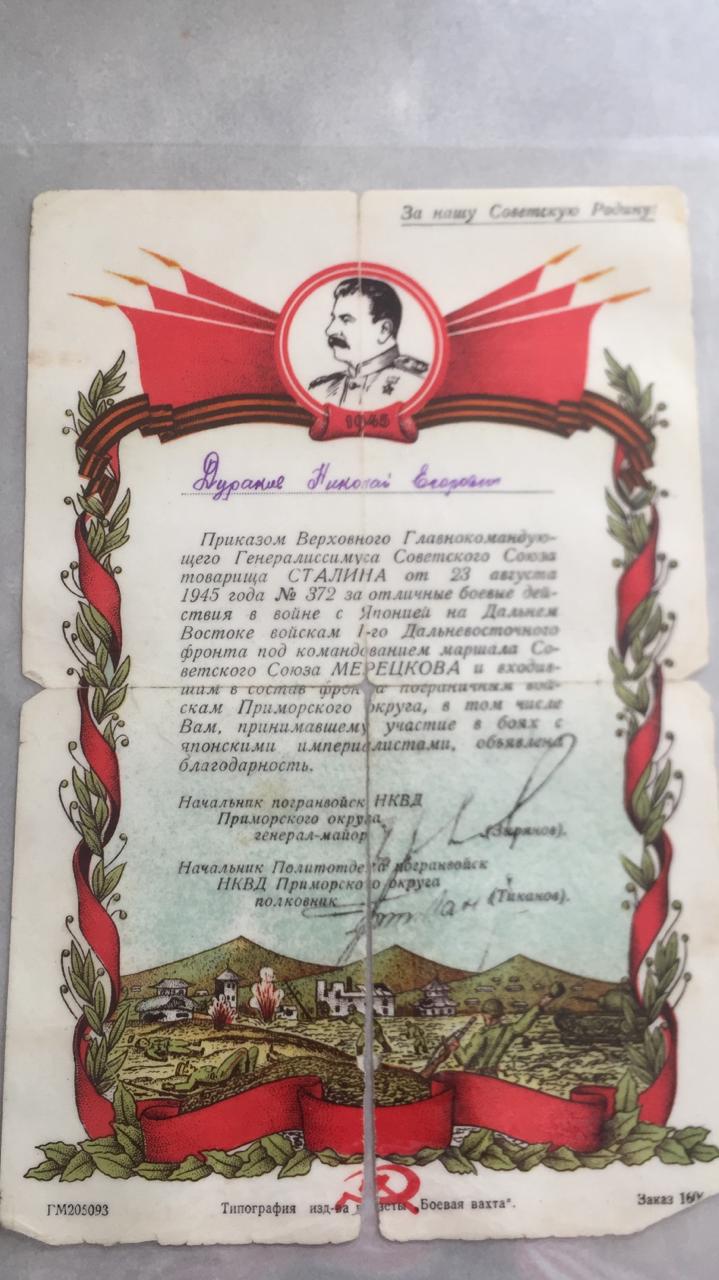 За нашу Советскую Родину!
1945
Николай Егорович
Приказом Верховного Главнокомандую-
щего Генералиссимуса Советского Союза
товарища СТАЛИНА от 23 августа
1945 года № 372 за отличные боевые дей-
ствия в войне с Японией на Дальнем
Востоке войскам 1-го Дальневосточного
фронта под командованием маршала Со-
ветского Союза МЕРЕЦКОВА и входив-
шим в состав фронта пограничным вой-
скам Приморского округа, в том числе
Вам, принимавшему участие в боях с
японскими империалистами, объявлена
благодарность.
Начальник погранвойск НКВД
Приморского округа
генерал-майор (Зырянов).
Начальник Политотдела погранвойск
НКВД Приморского округа
полковник (Тиканов).
ГМ205093 Типография изд-ва газеты „Боевая вахта". Заказ